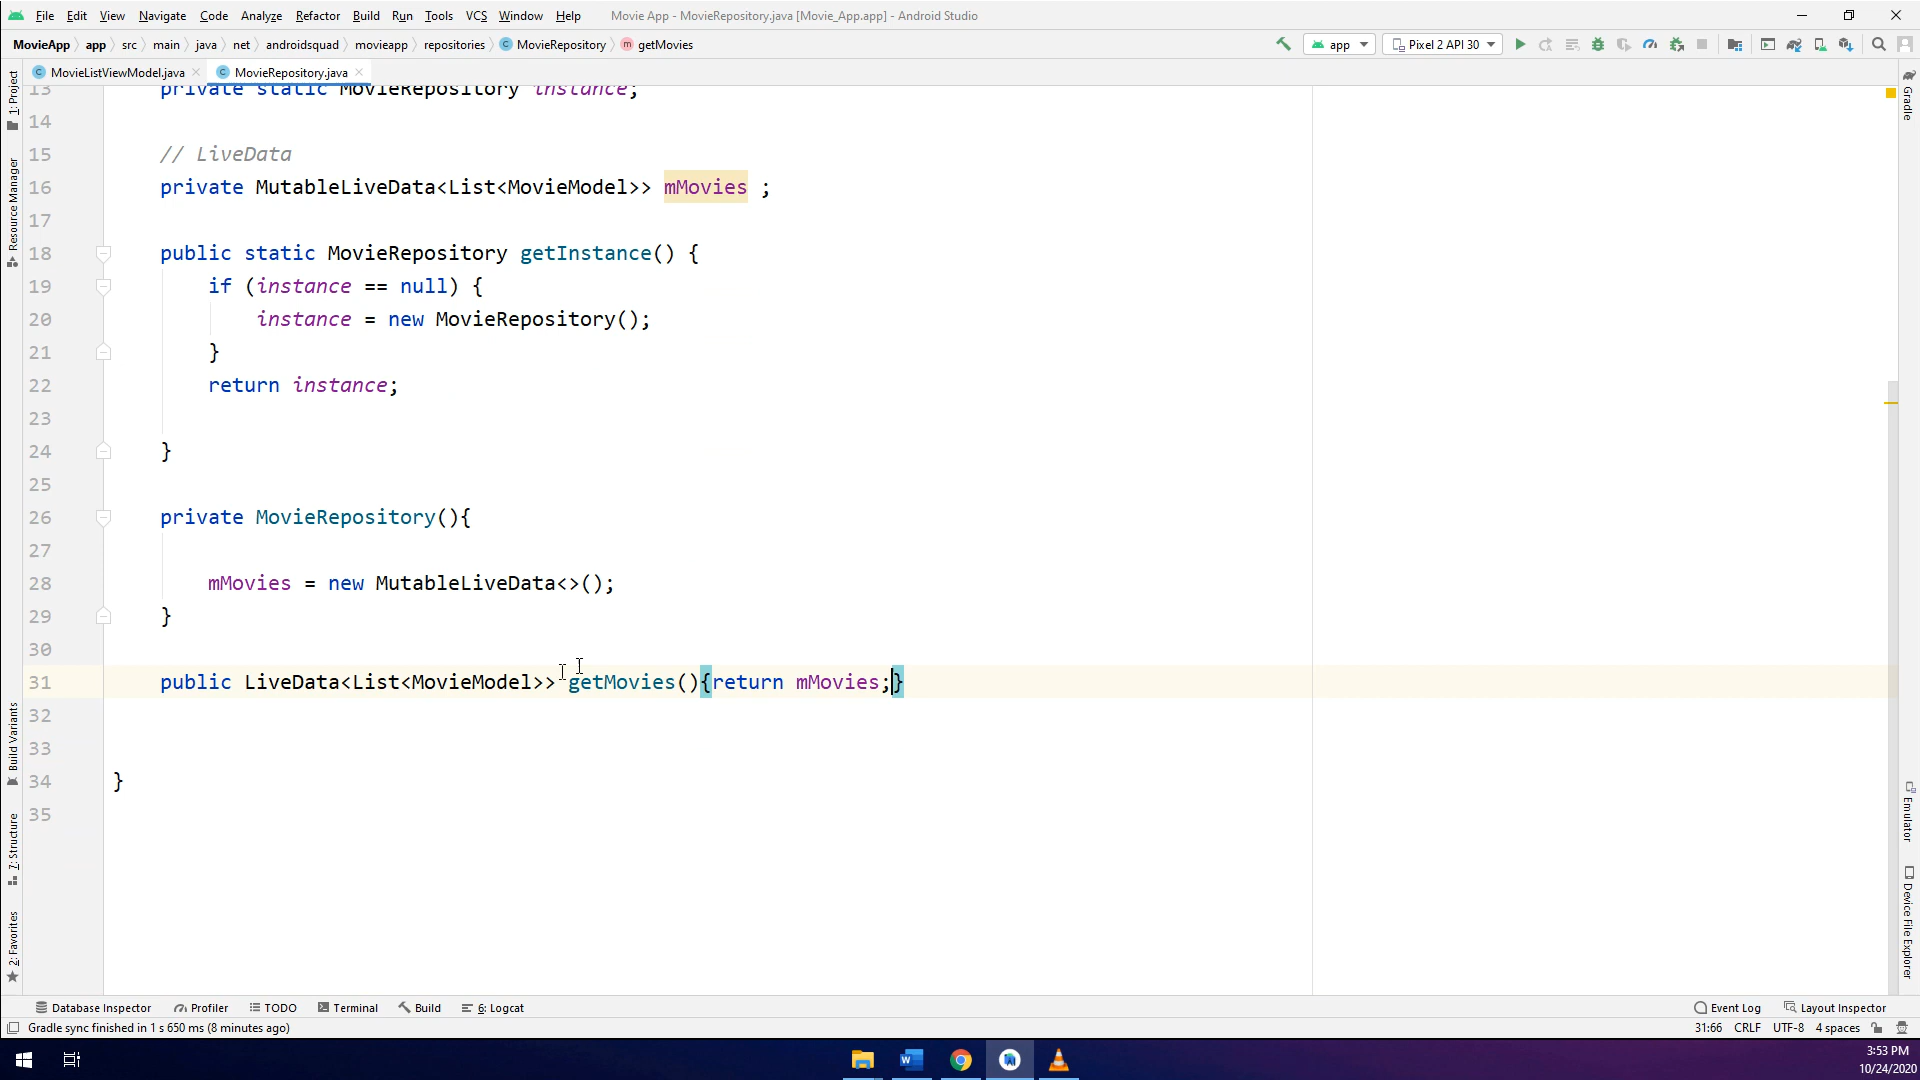 File Edit View Navigate Code Analyze Refactor Build Run Tools VCS Window Help Movie App - MovieRepository.java [Movie_App.app] - Android Studio
MovieApp app src main java net androidsquad movieapp repositories MovieRepository getMovies app Pixel 2 API 30
MovieListViewModel.java MovieRepository.java
13 private static MovieRepository instance;
14
15 // LiveData
16 private MutableLiveData<List<MovieModel>> mMovies ;
17
18 public static MovieRepository getInstance() {
19 if (instance == null) {
20 instance = new MovieRepository();
21 }
22 return instance;
23
24 }
25
26 private MovieRepository(){
27
28 mMovies = new MutableLiveData<>();
29 }
30
31 public LiveData<List<MovieModel>> getMovies(){return mMovies;}
32
33
34 }
35
1: Project
Resource Manager
Build Variants
7: Structure
2: Favorites
Gradle
Emulator
Device File Explorer
Database Inspector Profiler TODO Terminal Build 6: Logcat Event Log Layout Inspector
Gradle sync finished in 1 s 650 ms (8 minutes ago) 31:66 CRLF UTF-8 4 spaces
3:53 PM
10/24/2020